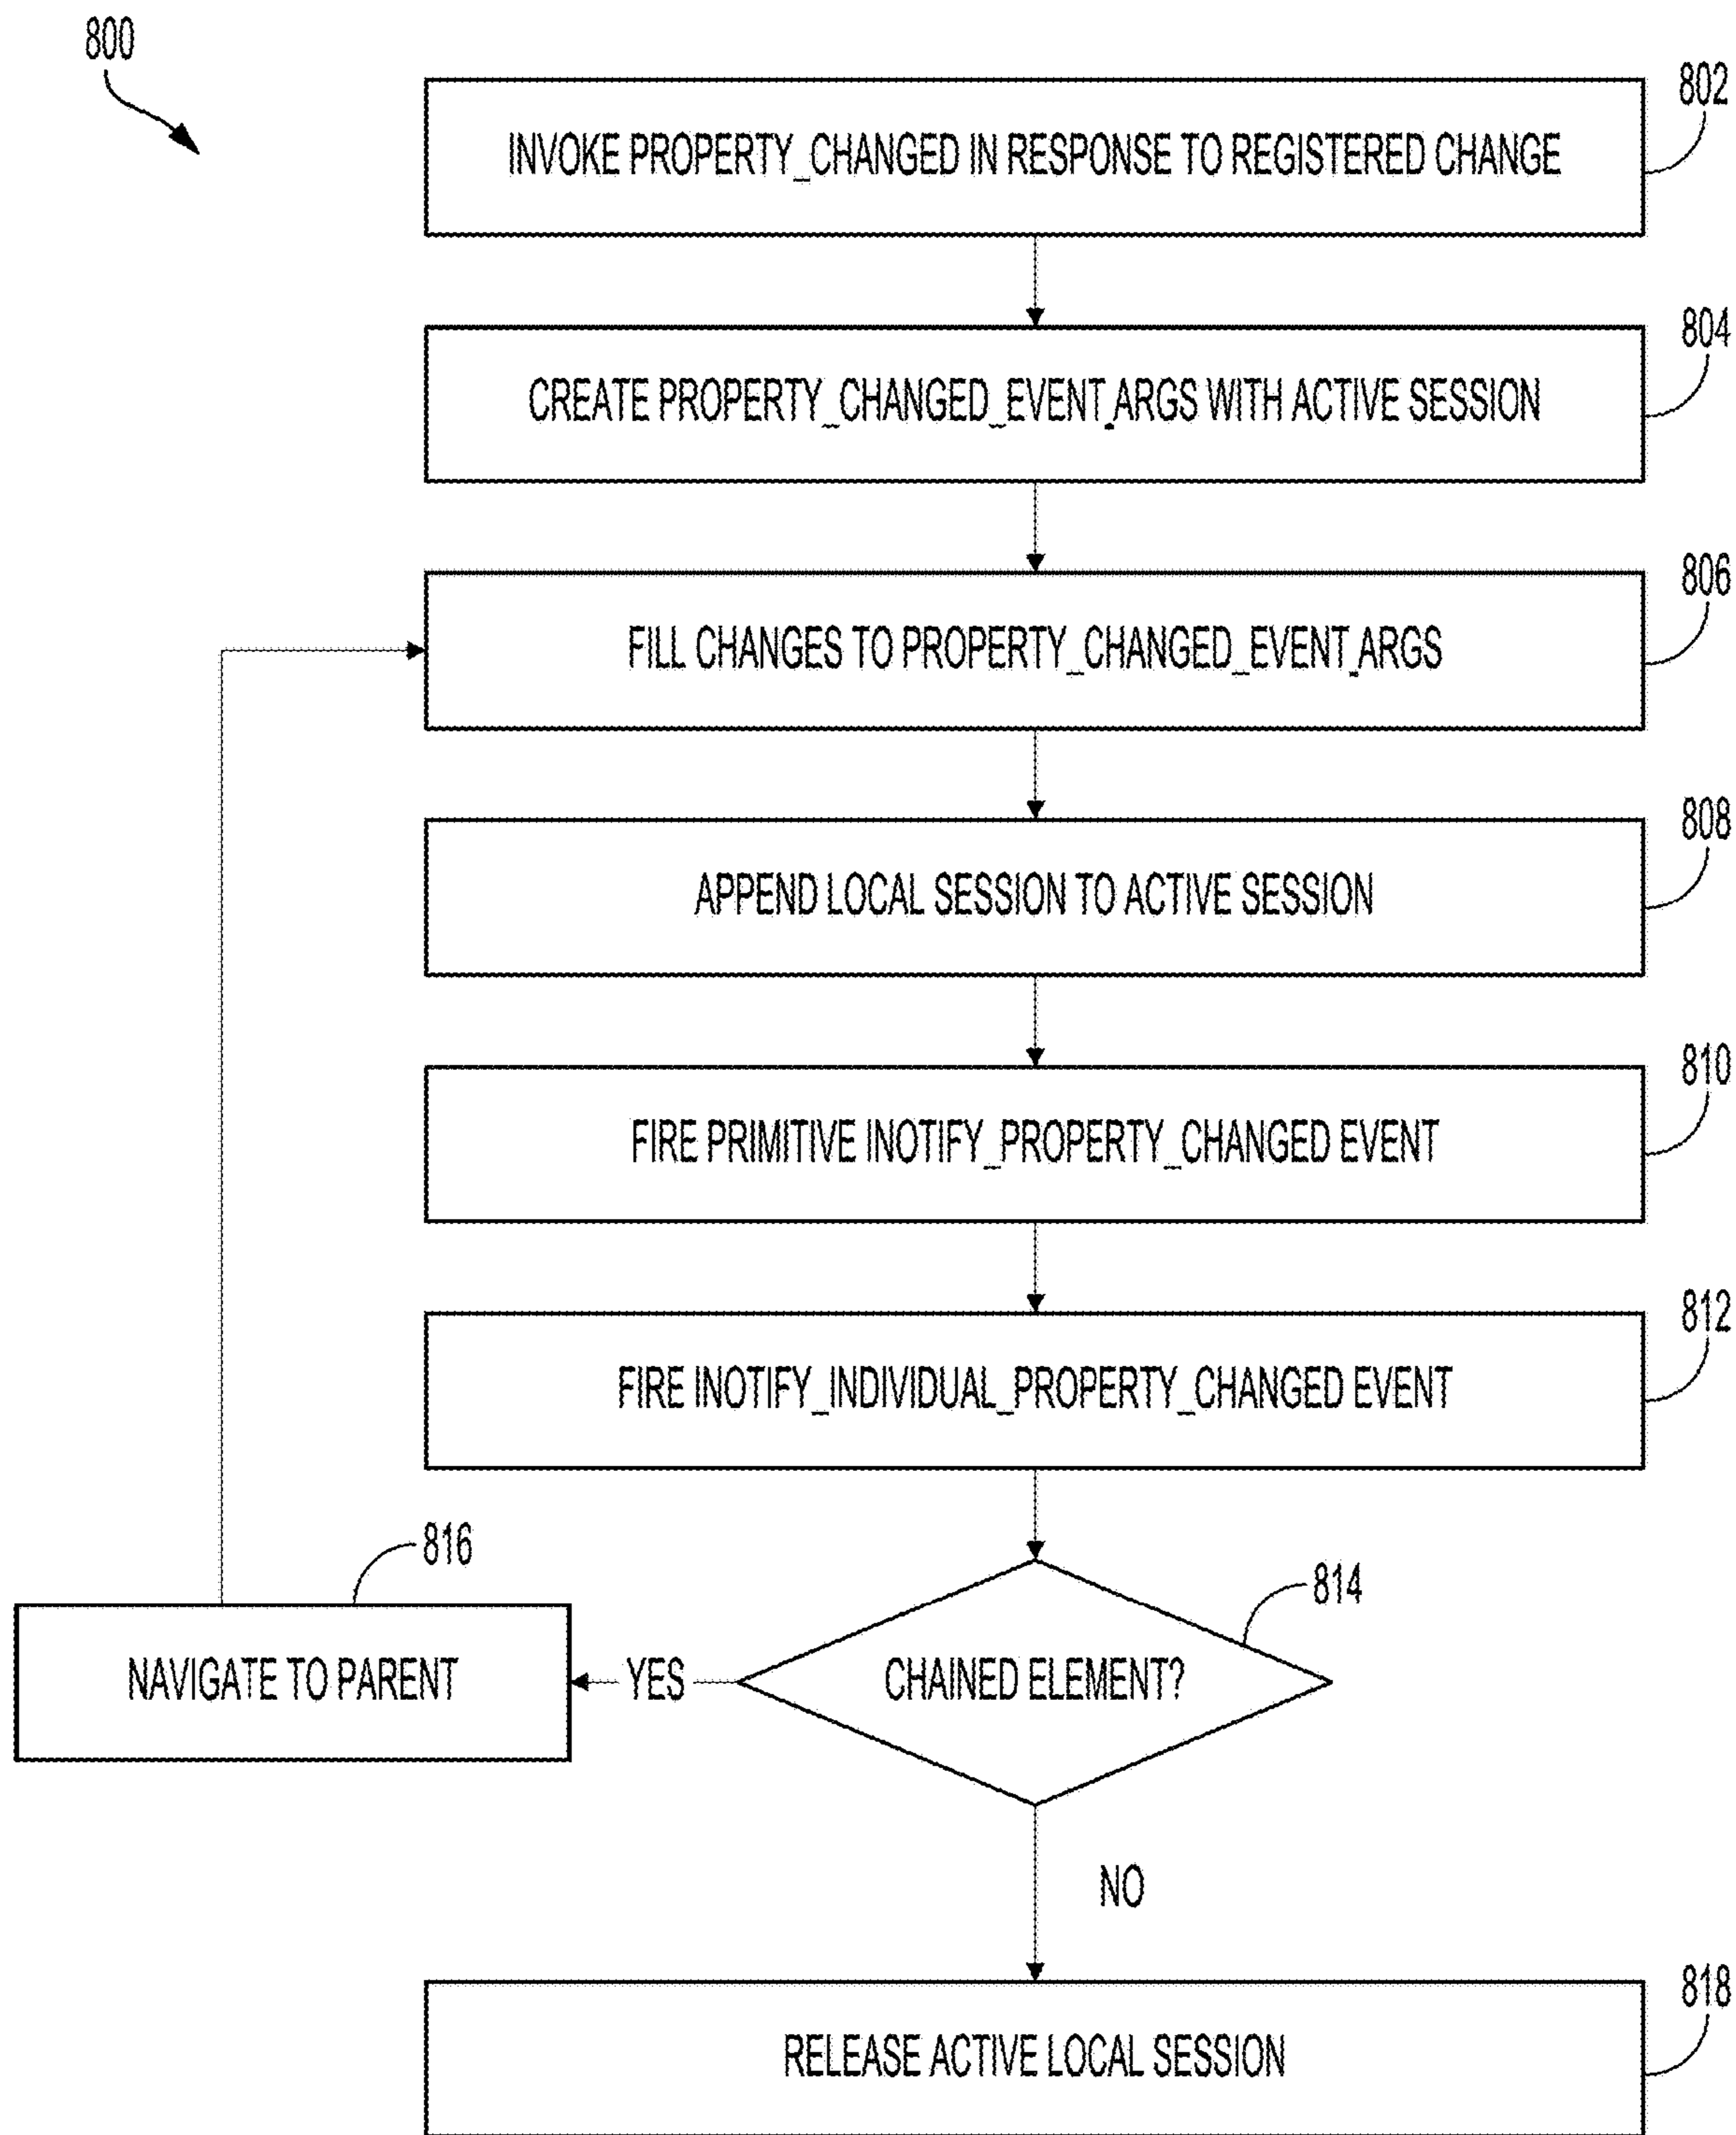 800
802
INVOKE PROPERTY_CHANGED IN RESPONSE TO REGISTERED CHANGE
804
CREATE PROPERTY_CHANGED_EVENT_ARGS WITH ACTIVE SESSION
806
FILL CHANGES TO PROPERTY_CHANGED_EVENT_ARGS
808
APPEND LOCAL SESSION TO ACTIVE SESSION
810
FIRE PRIMITIVE INOTIFY_PROPERTY_CHANGED EVENT
812
FIRE INOTIFY_INDIVIDUAL_PROPERTY_CHANGED EVENT
816
814
NAVIGATE TO PARENT
YES
CHAINED ELEMENT?
NO
818
RELEASE ACTIVE LOCAL SESSION